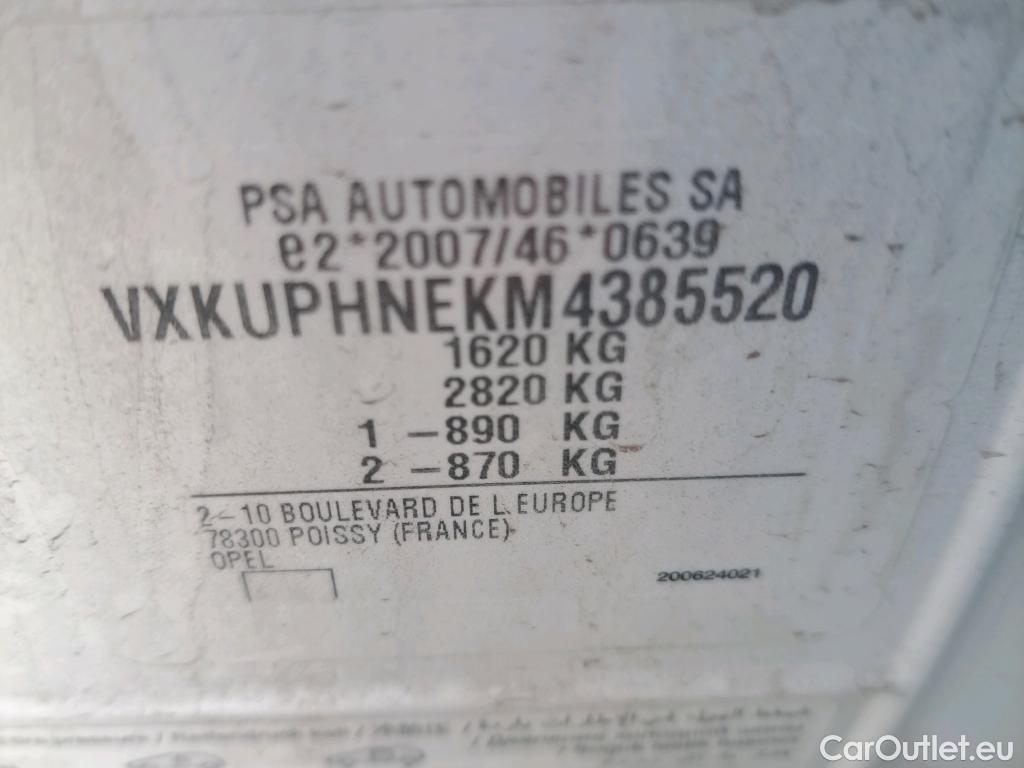 PSA AUTOMOBILES SA
e2*2007/46*0639
VXKUPHNEKM4385520
1620 KG
2820 KG
1 -890 KG
2 -870 KG
2-10 BOULEVARD DE L EUROPE
78300 POISSY (FRANCE)
OPEL
200624021
CarOutlet.eu